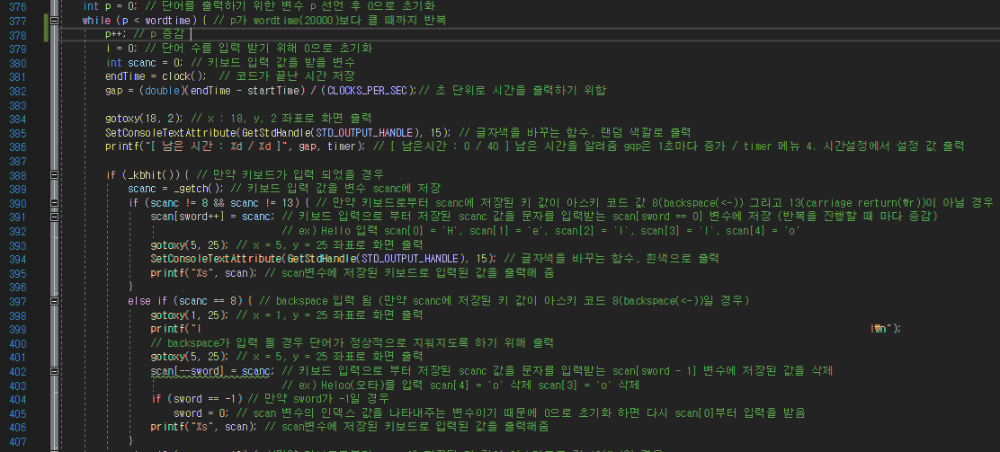 376 int p = 0; // 단어를 출력하기 위한 변수 p 선언 후 0으로 초기화
377 while (p < wordtime) { // p가 wordtime(20000)보다 클 때까지 반복
378 p++; // p 증감
379 i = 0; // 단어 수를 입력 받기 위해 0으로 초기화
380 int scanc = 0; // 키보드 입력 값을 받을 변수
381 endTime = clock(); // 코드가 끝난 시간 저장
382 gap = (double)(endTime - startTime) / (CLOCKS_PER_SEC);// 초 단위로 시간을 출력하기 위함
383
384 gotoxy(18, 2); // x : 18, y, 2 좌표로 화면 출력
385 SetConsoleTextAttribute(GetStdHandle(STD_OUTPUT_HANDLE), 15); // 글자색을 바꾸는 함수, 랜덤 색깔로 출력
386 printf("[ 남은 시간 : %d / %d ]", gap, timer); // [ 남은시간 : 0 / 40 ] 남은 시간을 알려줌 gqp은 1초마다 증가 / timer 메뉴 4. 시간설정에서 설정 값 출력
387
388 if (_kbhit()) { // 만약 키보드가 입력 되었을 경우
389 scanc = _getch(); // 키보드 입력 값을 변수 scanc에 저장
390 if (scanc != 8 && scanc != 13) { // 만약 키보드로부터 scanc에 저장된 키 값이 아스키 코드 값 8(backspace(<-)) 그리고 13(carriage rerturn(₩r))이 아닐 경우
391 scan[sword++] = scanc; // 키보드 입력으로 부터 저장된 scanc 값을 문자를 입력받는 scan[sword == 0] 변수에 저장 (반복을 진행할 때 마다 증감)
392 // ex) Hello 입력 scan[0] = 'H', scan[1] = 'e', scan[2] = 'l', scan[3] = 'l', scan[4] = 'o'
393 gotoxy(5, 25); // x = 5, y = 25 좌표로 화면 출력
394 SetConsoleTextAttribute(GetStdHandle(STD_OUTPUT_HANDLE), 15); // 글자색을 바꾸는 함수, 흰색으로 출력
395 printf("%s", scan); // scan변수에 저장된 키보드로 입력된 값을 출력해 줌
396 }
397 else if (scanc == 8) { // backspace 입력 됨 (만약 scanc에 저장된 키 값이 아스키 코드 8(backspace(<-))일 경우)
398 gotoxy(1, 25); // x = 1, y = 25 좌표로 화면 출력
399 printf("| |₩n");
400 // backspace가 입력 될 경우 단어가 정상적으로 지워지도록 하기 위해 출력
401 gotoxy(5, 25); // x = 5, y = 25 좌표로 화면 출력
402 scan[--sword] = scanc; // 키보드 입력으로 부터 저장된 scanc 값을 문자를 입력받는 scan[sword - 1] 변수에 저장된 값을 삭제
403 // ex) Heloo(오타)를 입력 scan[4] = 'o' 삭제 scan[3] = 'o' 삭제
404 if (sword == -1) // 만약 sword가 -1일 경우
405 sword = 0; // scan 변수의 인덱스 값을 나타내주는 변수이기 때문에 0으로 초기화 하면 다시 scan[0]부터 입력을 받음
406 printf("%s", scan); // scan변수에 저장된 키보드로 입력된 값을 출력해줌
407 }